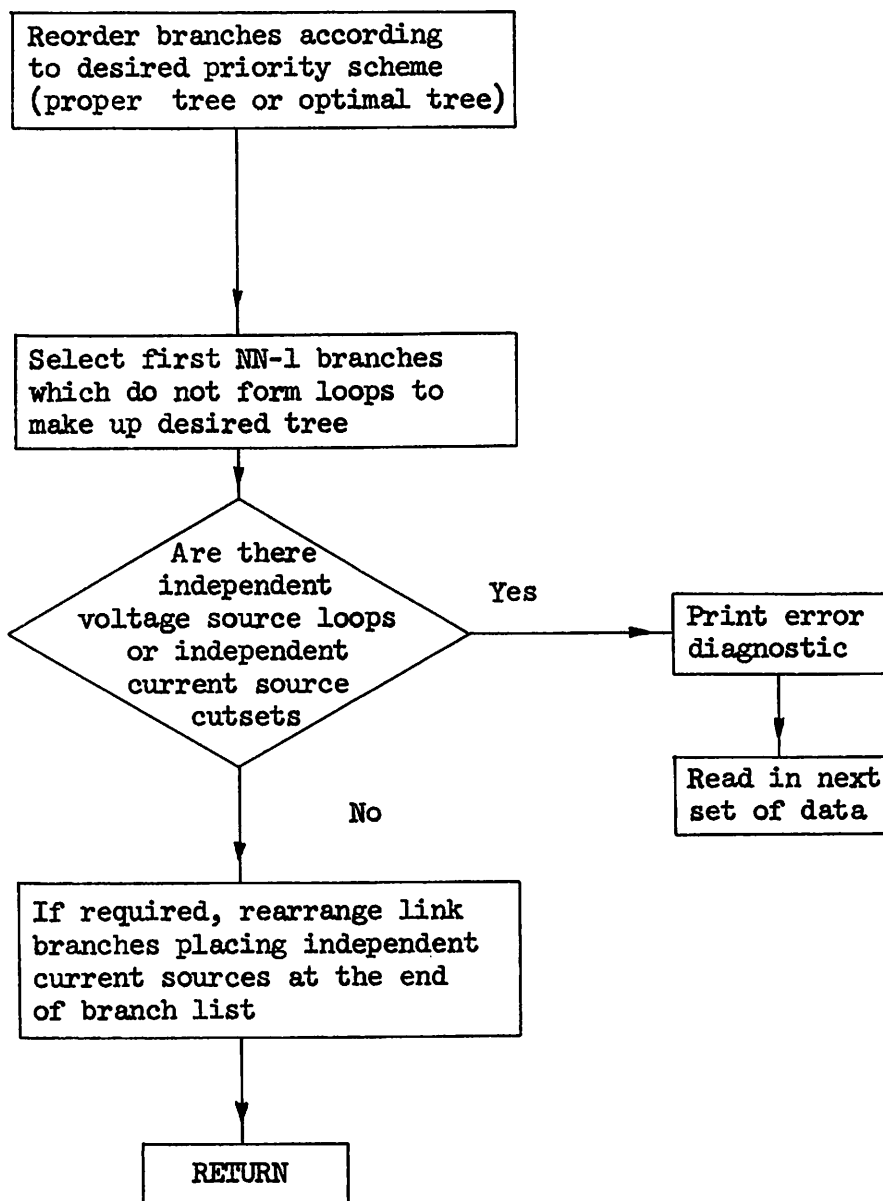 Reorder branches according
to desired priority scheme
(proper tree or optimal tree)
Select first NN-1 branches
which do not form loops to
make up desired tree
Are there
independent
voltage source loops
or independent
current source
cutsets
Yes
Print error
diagnostic
Read in next
set of data
No
If required, rearrange link
branches placing independent
current sources at the end
of branch list
RETURN